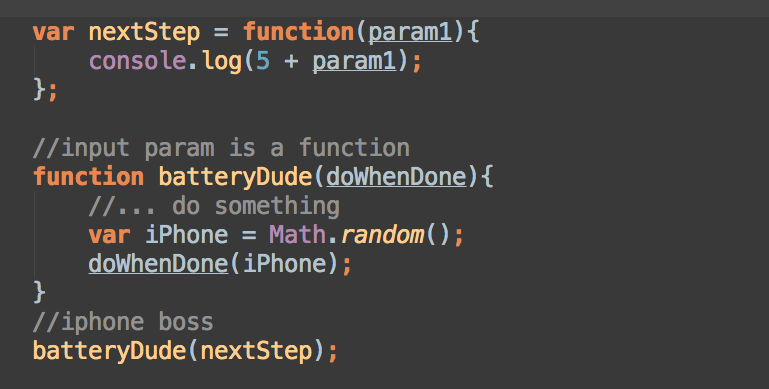 var nextStep = function(param1){
console.log(5 + param1);
};
//input param is a function
function batteryDude(doWhenDone){
//... do something
var iPhone = Math.random();
doWhenDone(iPhone);
}
//iphone boss
batteryDude(nextStep);